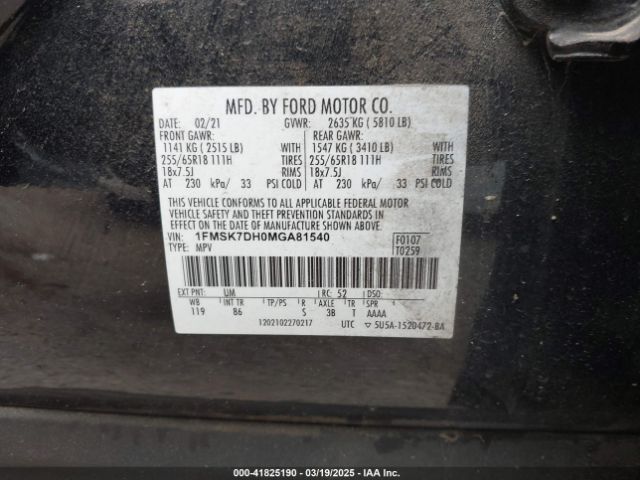 MFD. BY FORD MOTOR CO.
DATE: 02/21 GVWR: 2635 KG ( 5810 LB)
FRONT GAWR: REAR GAWR:
1141 KG ( 2515 LB) WITH 1547 KG ( 3410 LB) WITH
255/65R18 111H TIRES 255/65R18 111H TIRES
18x7.5J RIMS 18x7.5J RIMS
AT 230 kPa/ 33 PSI COLD AT 230 kPa/ 33 PSI COLD
THIS VEHICLE CONFORMS TO ALL APPLICABLE FEDERAL MOTOR
VEHICLE SAFETY AND THEFT PREVENTION STANDARDS IN
EFFECT ON THE DATE OF MANUFACTURE SHOWN ABOVE.
VIN: 1FMSK7DH0MGA81540 F0107
TYPE: MPV T0259
EXT PNT: UM RC: 52 DSO:
WB INT TR TP/PS R AXLE TR SPR
119 86 S 3B T AAAA
1202102270217 UTC ▽ 5U5A-1520472-BA
000-41825190 - 03/19/2025 - IAA Inc.